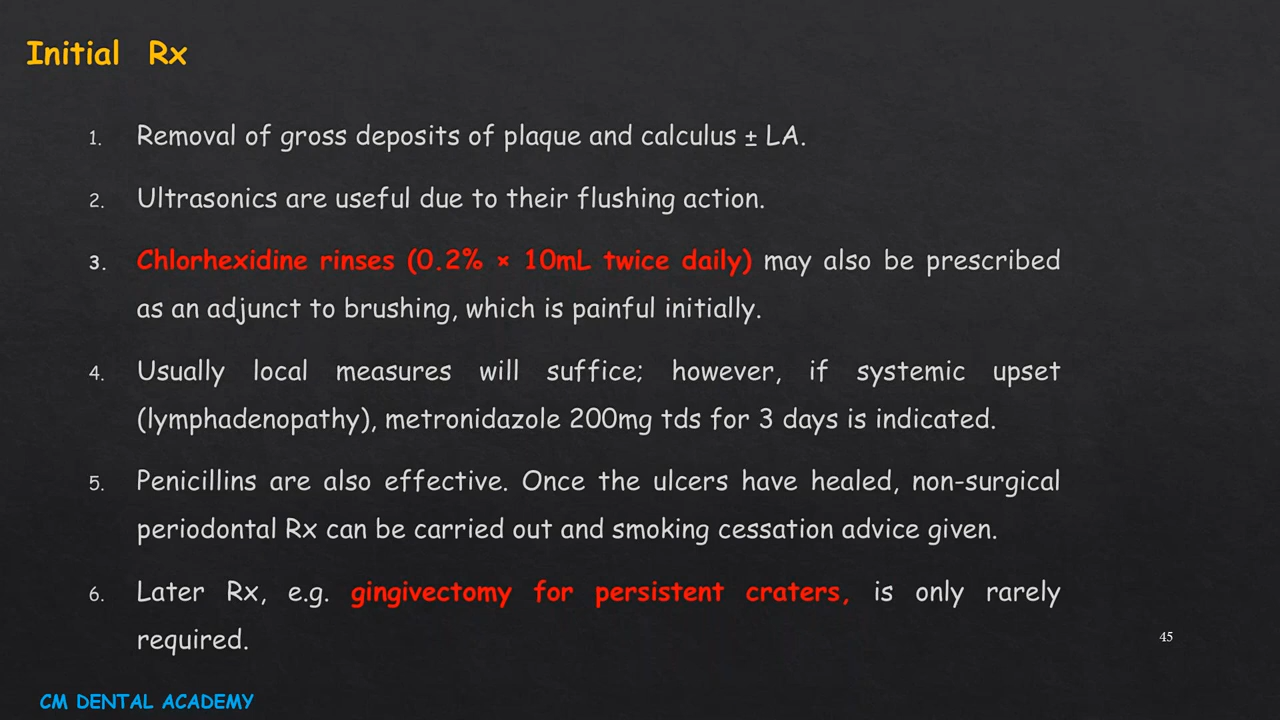 Initial Rx
1. Removal of gross deposits of plaque and calculus ± LA.
2. Ultrasonics are useful due to their flushing action.
3. Chlorhexidine rinses (0.2% × 10mL twice daily) may also be prescribed
as an adjunct to brushing, which is painful initially.
4. Usually local measures will suffice; however, if systemic upset
(lymphadenopathy), metronidazole 200mg tds for 3 days is indicated.
5. Penicillins are also effective. Once the ulcers have healed, non-surgical
periodontal Rx can be carried out and smoking cessation advice given.
6. Later Rx, e.g. gingivectomy for persistent craters, is only rarely
required.
45
CM DENTAL ACADEMY